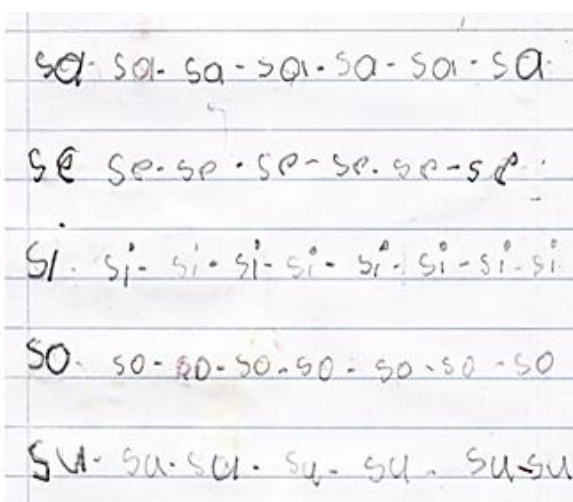 sa - sa - sa - sa - sa - sa - sa
se se - se - se - se - se - se
si - si - si - si - si - si - si - si - si
so - so - so - so - so - so - so - so
su - su - su - su - su - su - su